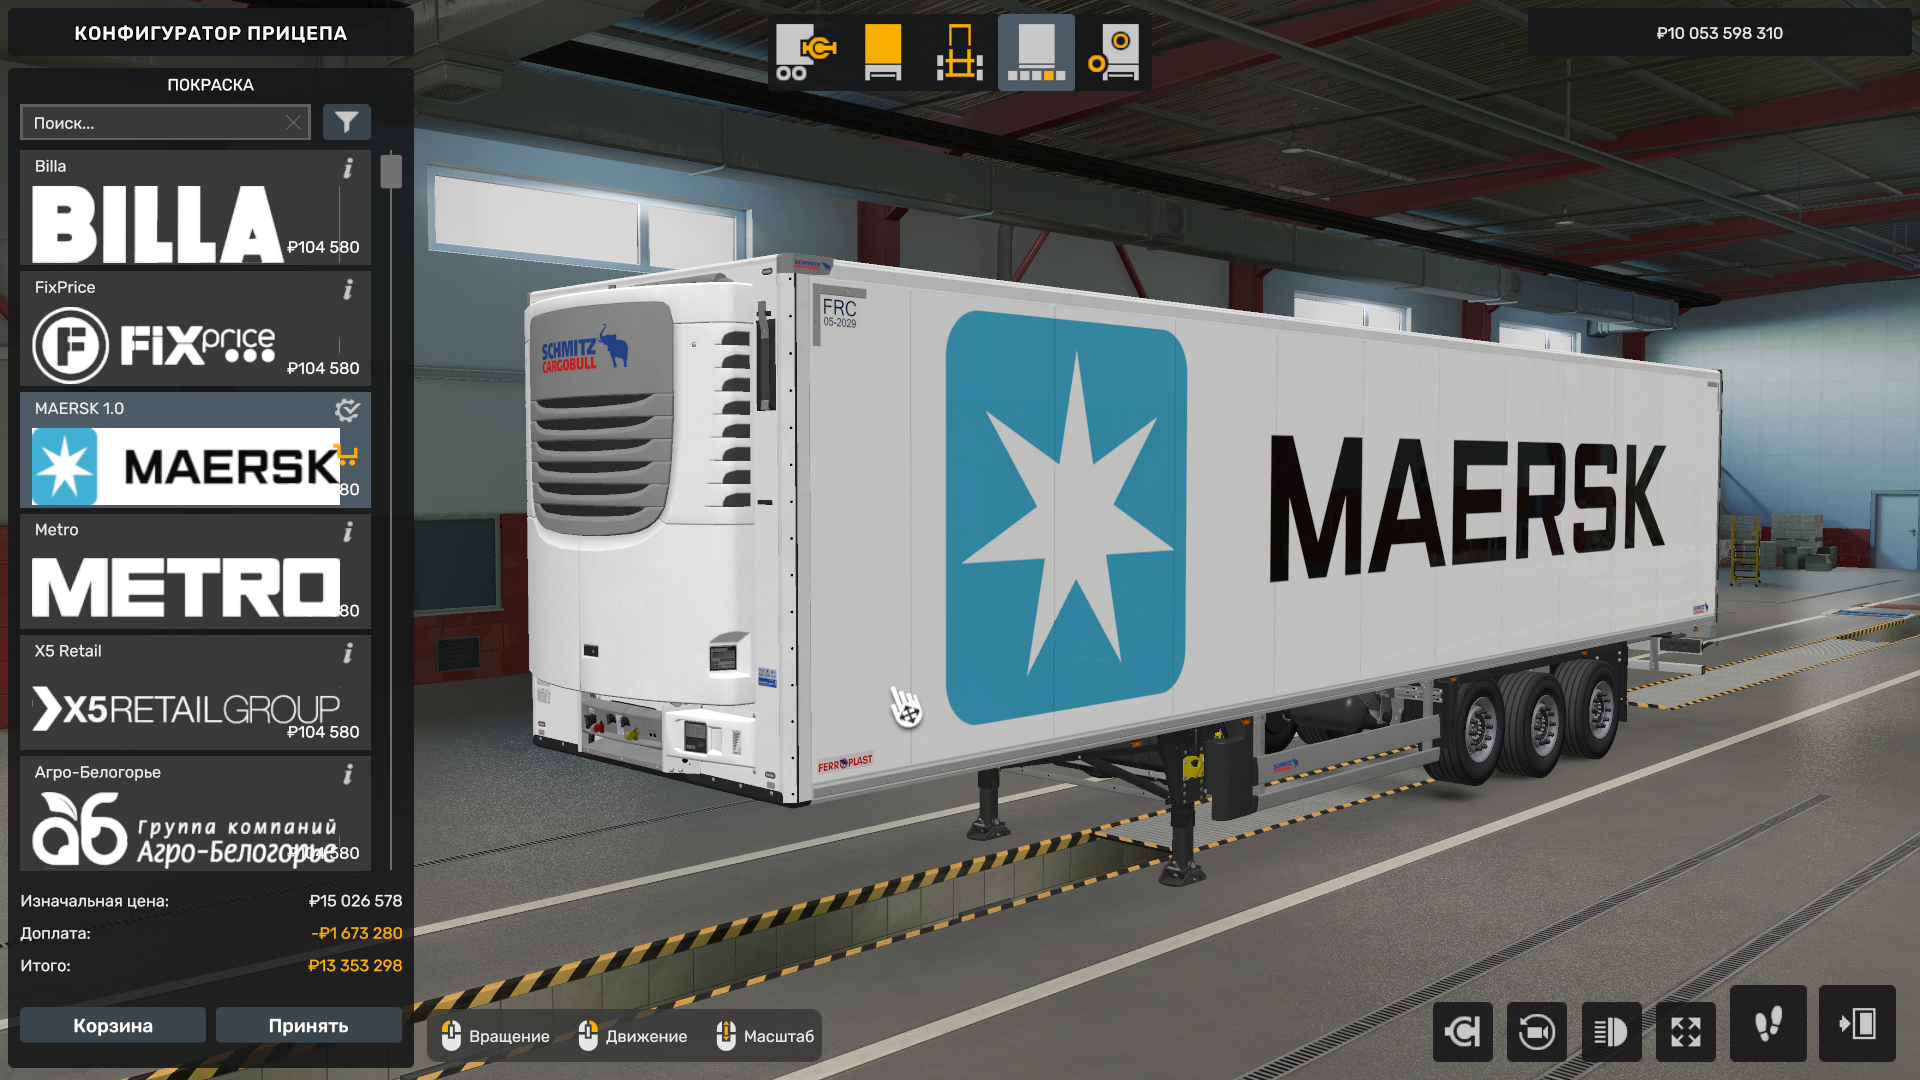 КОНФИГУРАТОР ПРИЦЕПА
₽10 053 598 310
ПОКРАСКА
Поиск...
Billa
BILLA
₽104 580
FixPrice
F FiXprice
₽104 580
MAERSK 1.0
MAERSK
80
Metro
METRO
80
X5 Retail
X5RETAILGROUP
₽104 580
Агро-Белогорье
аб Группа компаний
Агро-Белогорье
₽104 580
Изначальная цена:
₽15 026 578
Доплата:
-₽1 673 280
Итого:
₽13 353 298
Корзина
Принять
Вращение
Движение
Масштаб
SCHMITZ
CARGOBULL
FRC
05-2029
MAERSK
FERROPLAST